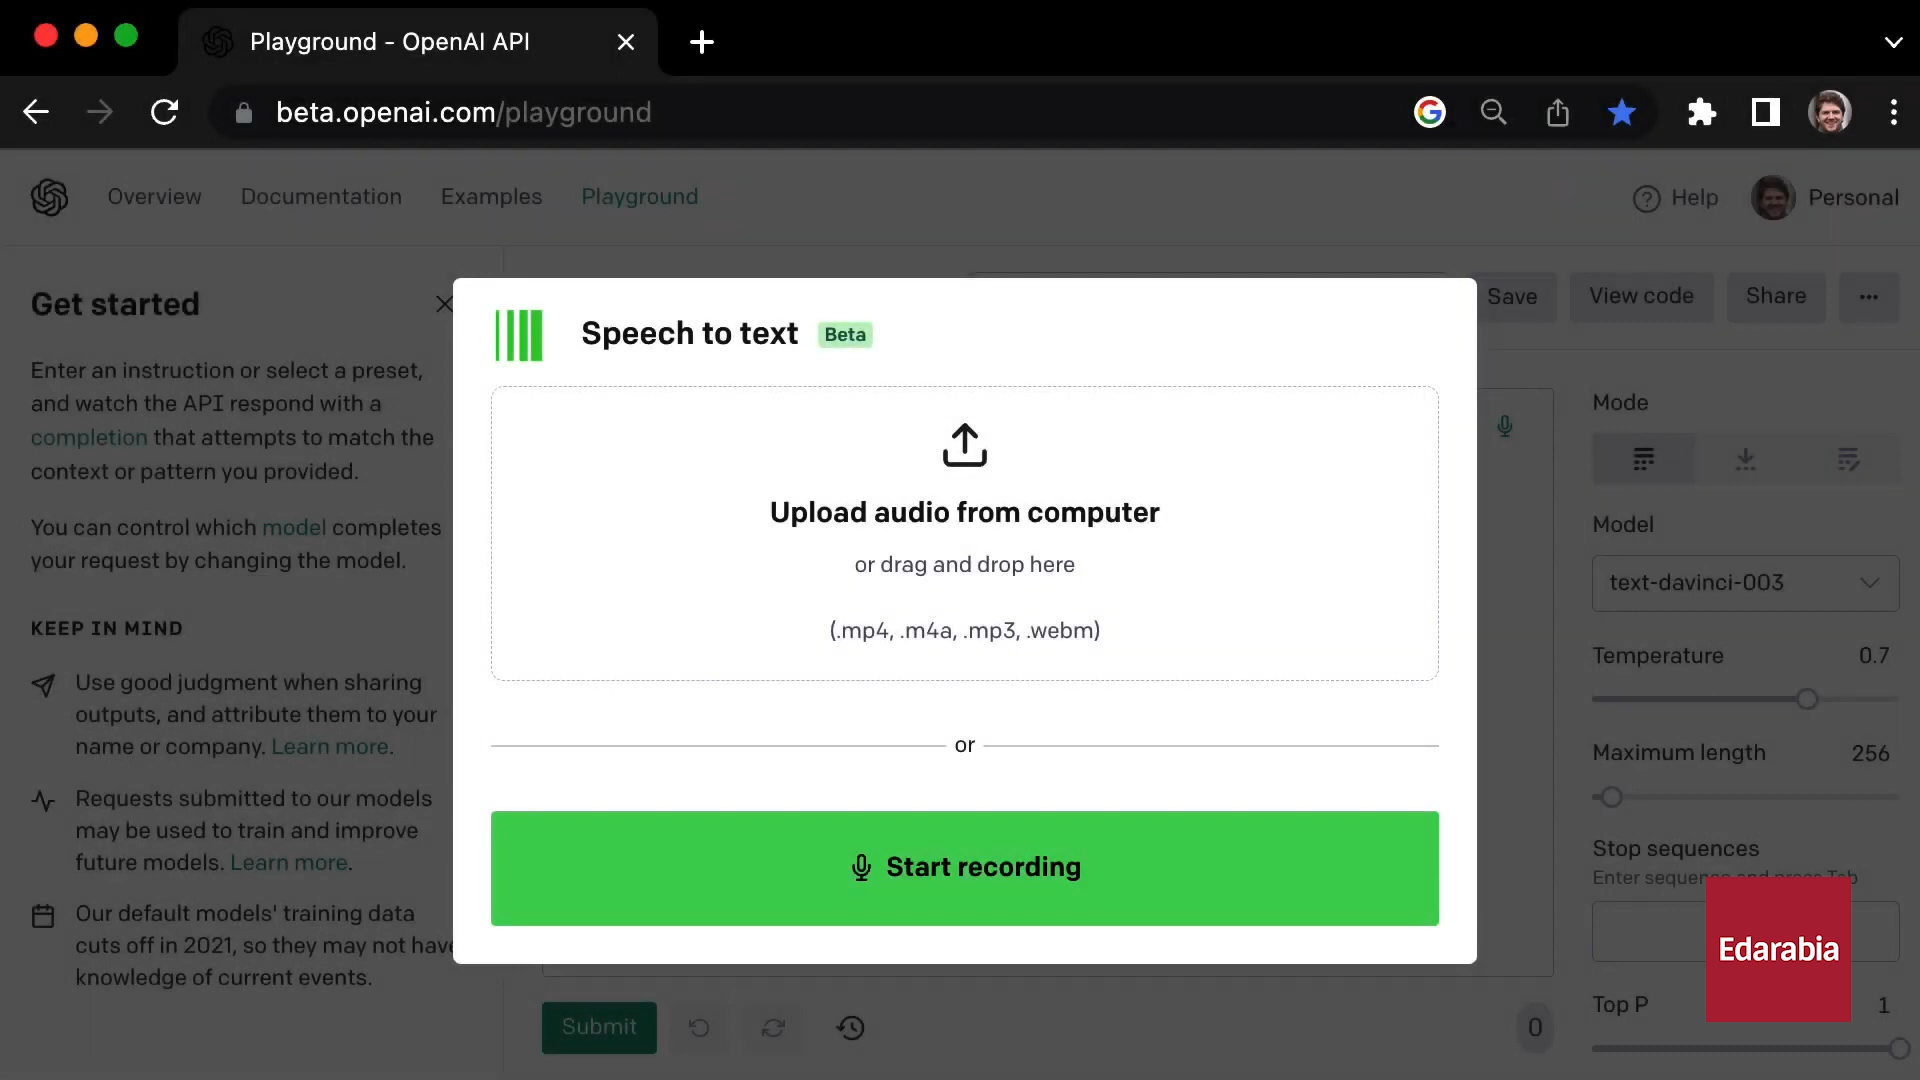 Playground - OpenAI API
beta.openai.com/playground
Overview
Documentation
Examples
Playground
Help
Personal
Get started
Enter an instruction or select a preset,
and watch the API respond with a
completion that attempts to match the
context or pattern you provided.
You can control which model completes
your request by changing the model.
KEEP IN MIND
Use good judgment when sharing
outputs, and attribute them to your
name or company. Learn more.
Requests submitted to our models
may be used to train and improve
future models. Learn more.
Our default models' training data
cuts off in 2021, so they may not have
knowledge of current events.
Speech to text Beta
Upload audio from computer
or drag and drop here
(.mp4, .m4a, .mp3, .webm)
or
Start recording
Submit
0
Save
View code
Share
Mode
Model
text-davinci-003
Temperature 0.7
Maximum length 256
Stop sequences
Enter sequence and press Tab
Edarabia
Top P 1